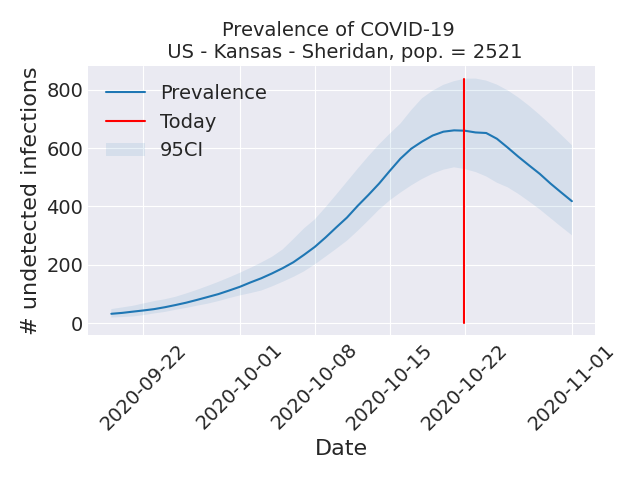 Prevalence of COVID-19
US - Kansas - Sheridan, pop. = 2521
# undetected infections
800
600
400
200
0
Prevalence
Today
95CI
2020-09-22
2020-10-01
2020-10-08
2020-10-15
2020-10-22
2020-11-01
Date